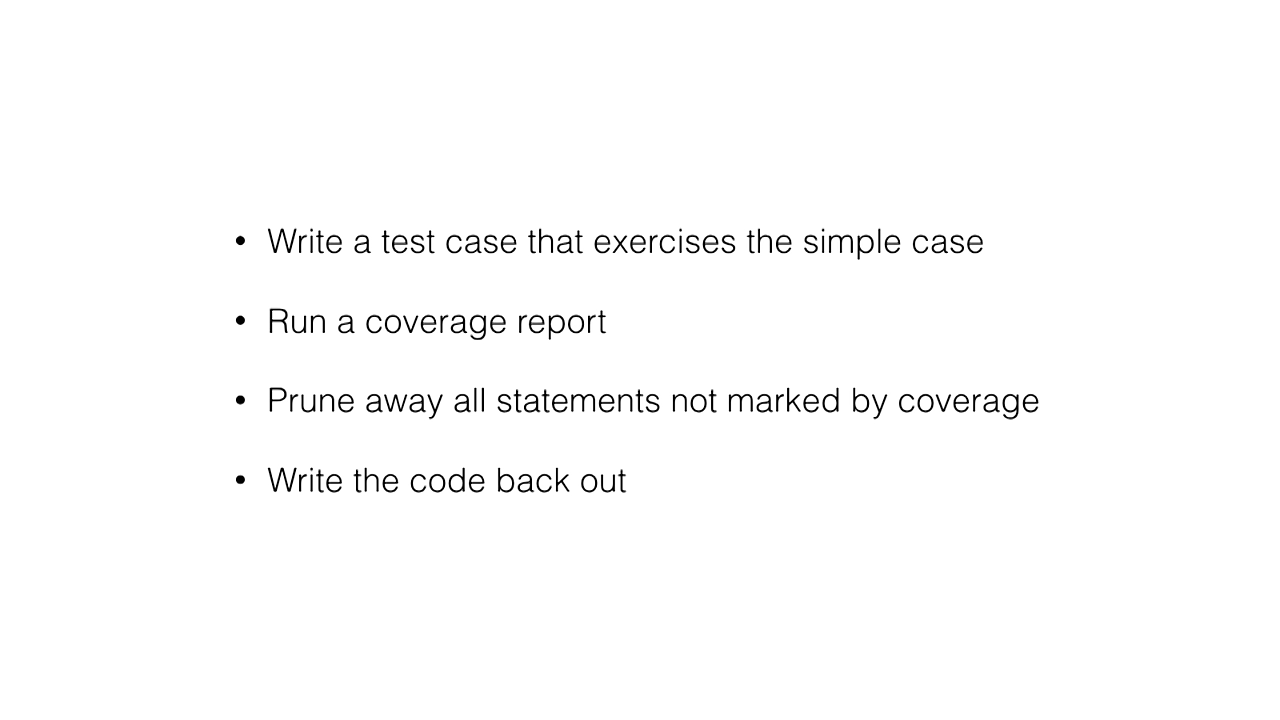 • Write a test case that exercises the simple case
• Run a coverage report
• Prune away all statements not marked by coverage
• Write the code back out